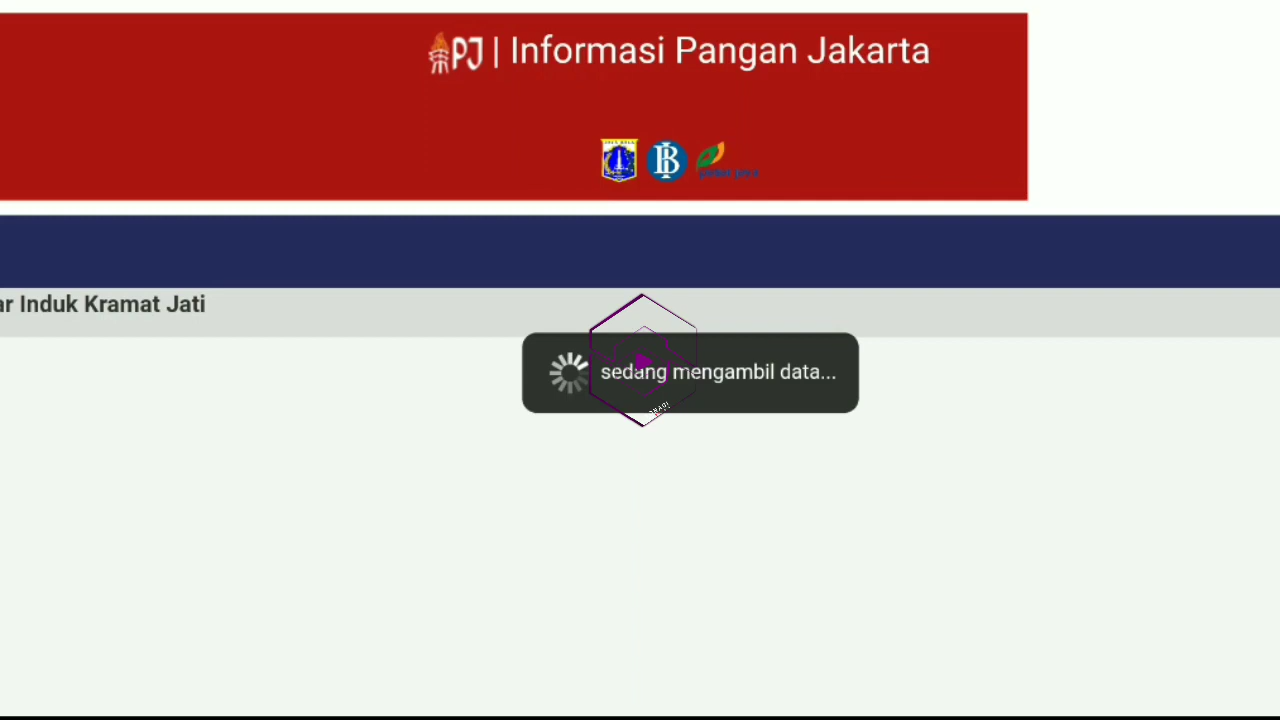 PJ | Informasi Pangan Jakarta
ar Induk Kramat Jati
sedang mengambil data...